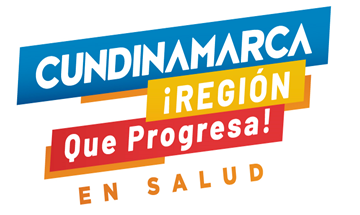 CUNDINAMARCA
¡REGIÓN
Que Progresa!
EN SALUD